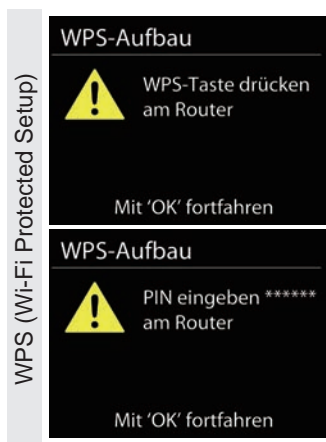 WPS (Wi-Fi Protected Setup)
WPS-Aufbau
WPS-Taste drücken
am Router
Mit 'OK' fortfahren
WPS-Aufbau
PIN eingeben ******
am Router
Mit 'OK' fortfahren